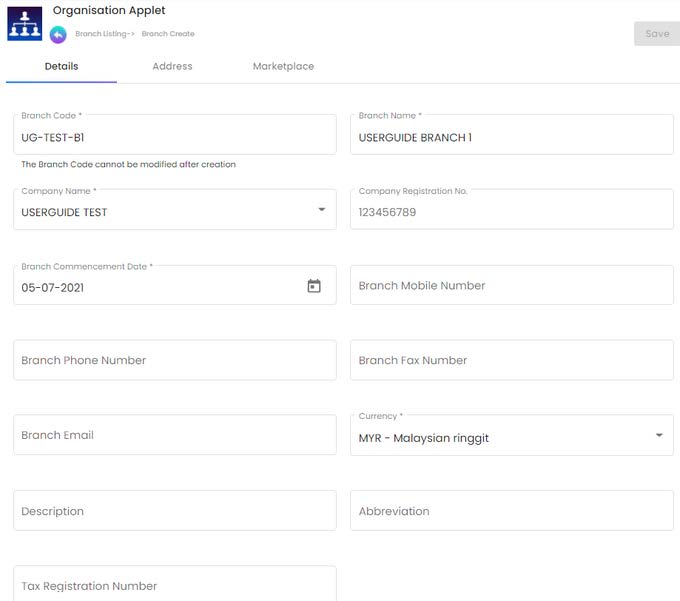 Organisation Applet
Branch Listing-> Branch Create
Save
Details Address Marketplace
Branch Code * Branch Name *
UG-TEST-B1 USERGUIDE BRANCH 1
The Branch Code cannot be modified after creation
Company Name * Company Registration No.
USERGUIDE TEST 123456789
Branch Commencement Date *
05-07-2021 Branch Mobile Number
Branch Phone Number Branch Fax Number
Currency *
Branch Email MYR - Malaysian ringgit
Description Abbreviation
Tax Registration Number